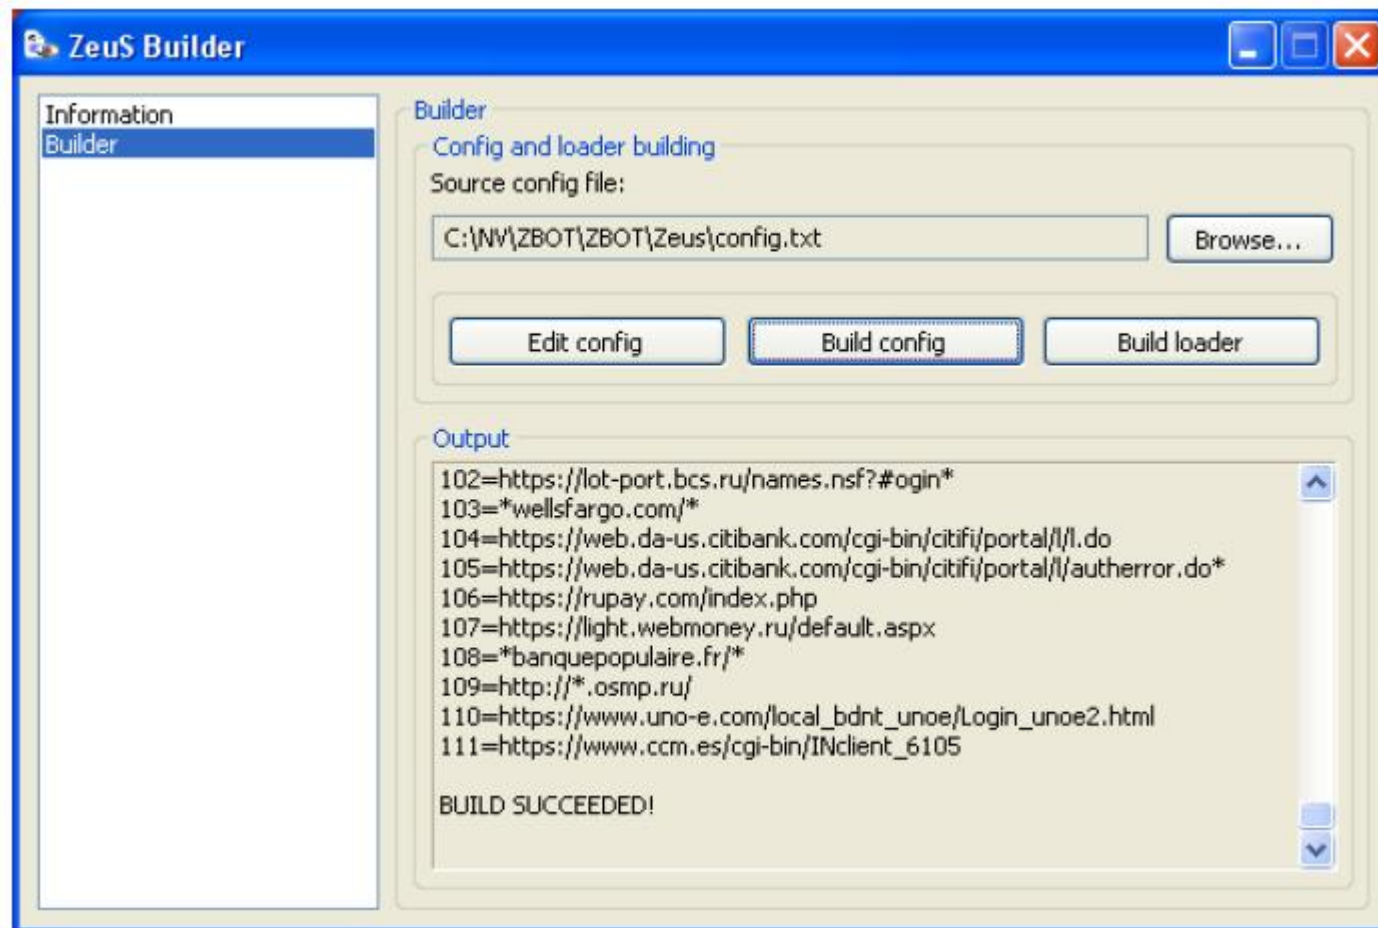 ZeuS Builder
Information
Builder
Builder
Config and loader building
Source config file:
C:\NV\ZBOT\ZBOT\Zeus\config.txt
Browse...
Edit config
Build config
Build loader
Output
102=https://lot-port.bcs.ru/names.nsf?#ogin*
103=*wellsfargo.com/*
104=https://web.da-us.citibank.com/cgi-bin/citifi/portal/l/l.do
105=https://web.da-us.citibank.com/cgi-bin/citifi/portal/l/autherror.do*
106=https://rupay.com/index.php
107=https://light.webmoney.ru/default.aspx
108=*banquepopulaire.fr/*
109=http://*.osmp.ru/
110=https://www.uno-e.com/local_bdnt_unoe/Login_unoe2.html
111=https://www.ccm.es/cgi-bin/INclient_6105
BUILD SUCCEEDED!